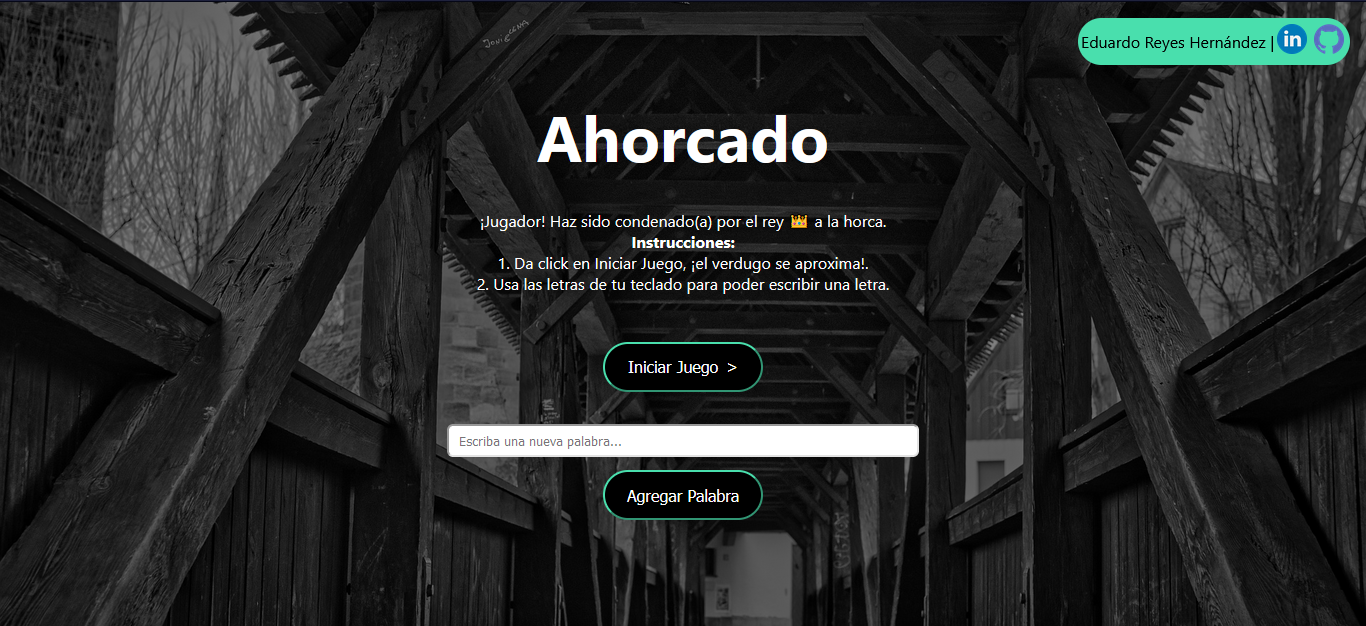 Eduardo Reyes Hernández | in
Ahorcado
¡Jugador! Haz sido condenado(a) por el rey 🤴 a la horca.
Instrucciones:
1. Da click en Iniciar Juego, ¡el verdugo se aproxima!.
2. Usa las letras de tu teclado para poder escribir una letra.
Iniciar Juego >
Escriba una nueva palabra...
Agregar Palabra